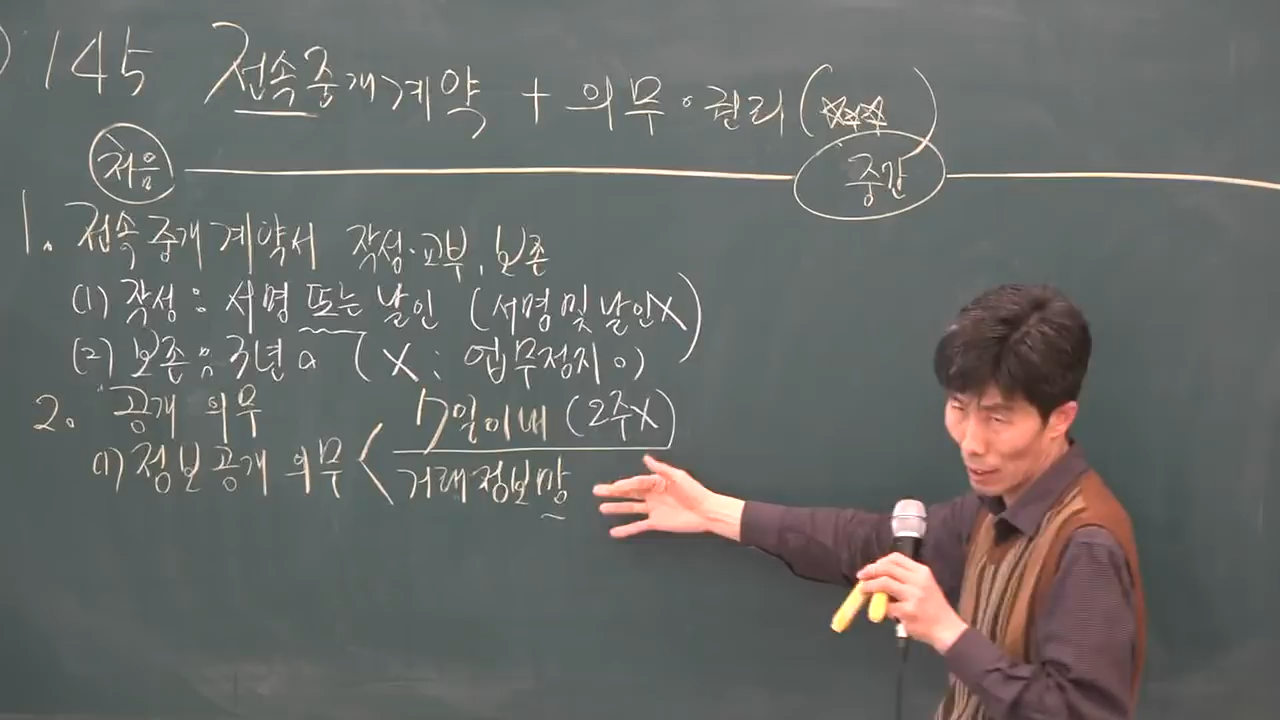 ) 145 전속중개계약 + 의무·권리(☆☆☆)
처음 중간
1. 전속중개계약서 작성·교부, 보존
(1) 작성 : 서명 또는 날인 (서명 및 날인X)
(2) 보존 : 3년 a (X : 업무정지 o)
2. 공개 의무 7일이내 (2주X)
(1) 정보공개 의무 < 거래정보망